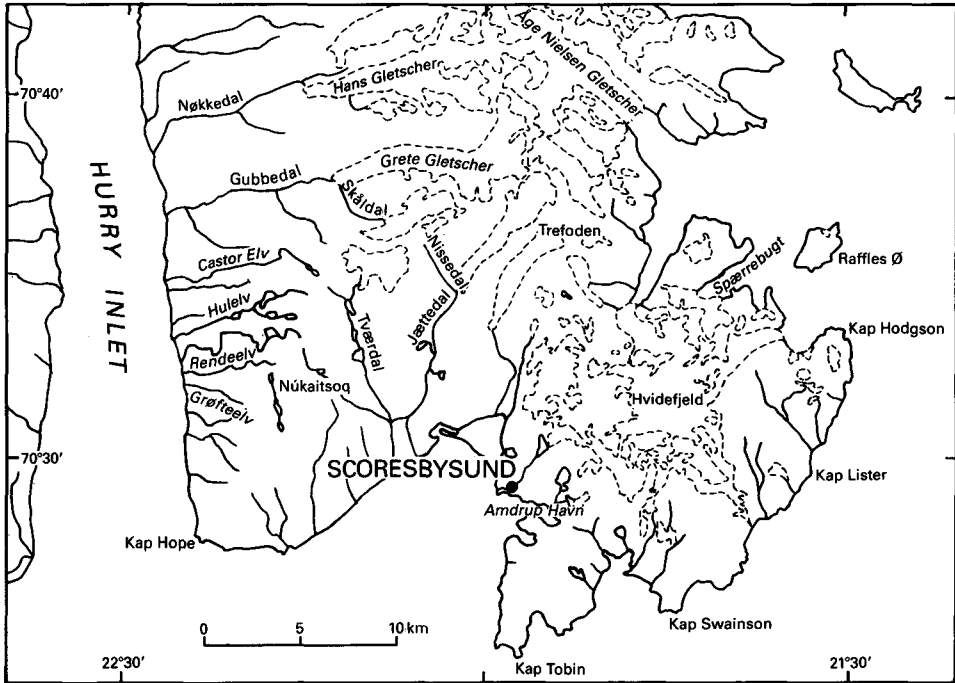 Åge Nielsen Gletscher
70°40'
Hans Gletscher
Nøkkedal
Grete Gletscher
Gubbedal
Skåldal
HURRY INLET
Nissedal
Trefoden
Castor Elv
Spærrebugt
Raffles Ø
Hulelv
Jættedal
Tværdal
Kap Hodgson
Rendeelv
Núkaitsoq
Grøfteelv
Hvidefjeld
70°30'
SCORESBYSUND
Kap Lister
Amdrup Havn
Kap Hope
Kap Swainson
0 5 10 km
22°30'
Kap Tobin
21°30'